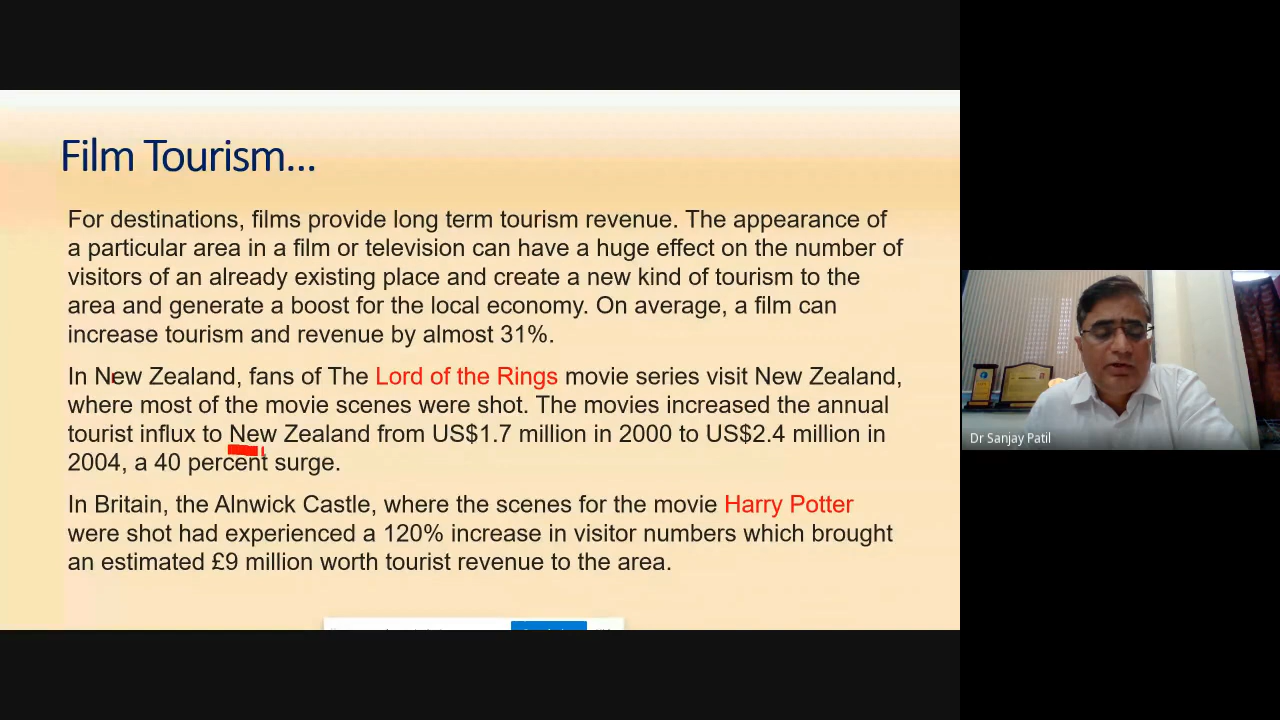 Film Tourism...
For destinations, films provide long term tourism revenue. The appearance of
a particular area in a film or television can have a huge effect on the number of
visitors of an already existing place and create a new kind of tourism to the
area and generate a boost for the local economy. On average, a film can
increase tourism and revenue by almost 31%.
In New Zealand, fans of The Lord of the Rings movie series visit New Zealand,
where most of the movie scenes were shot. The movies increased the annual
tourist influx to New Zealand from US$1.7 million in 2000 to US$2.4 million in
2004, a 40 percent surge.
In Britain, the Alnwick Castle, where the scenes for the movie Harry Potter
were shot had experienced a 120% increase in visitor numbers which brought
an estimated £9 million worth tourist revenue to the area.
Dr Sanjay Patil